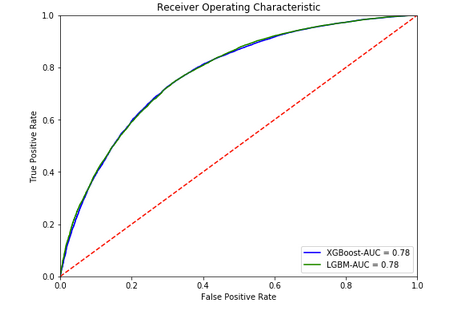 Receiver Operating Characteristic
1.0
0.8
0.6
0.4
0.2
0.0
True Positive Rate
XGBoost-AUC = 0.78
LGBM-AUC = 0.78
0.0 0.2 0.4 0.6 0.8 1.0
False Positive Rate